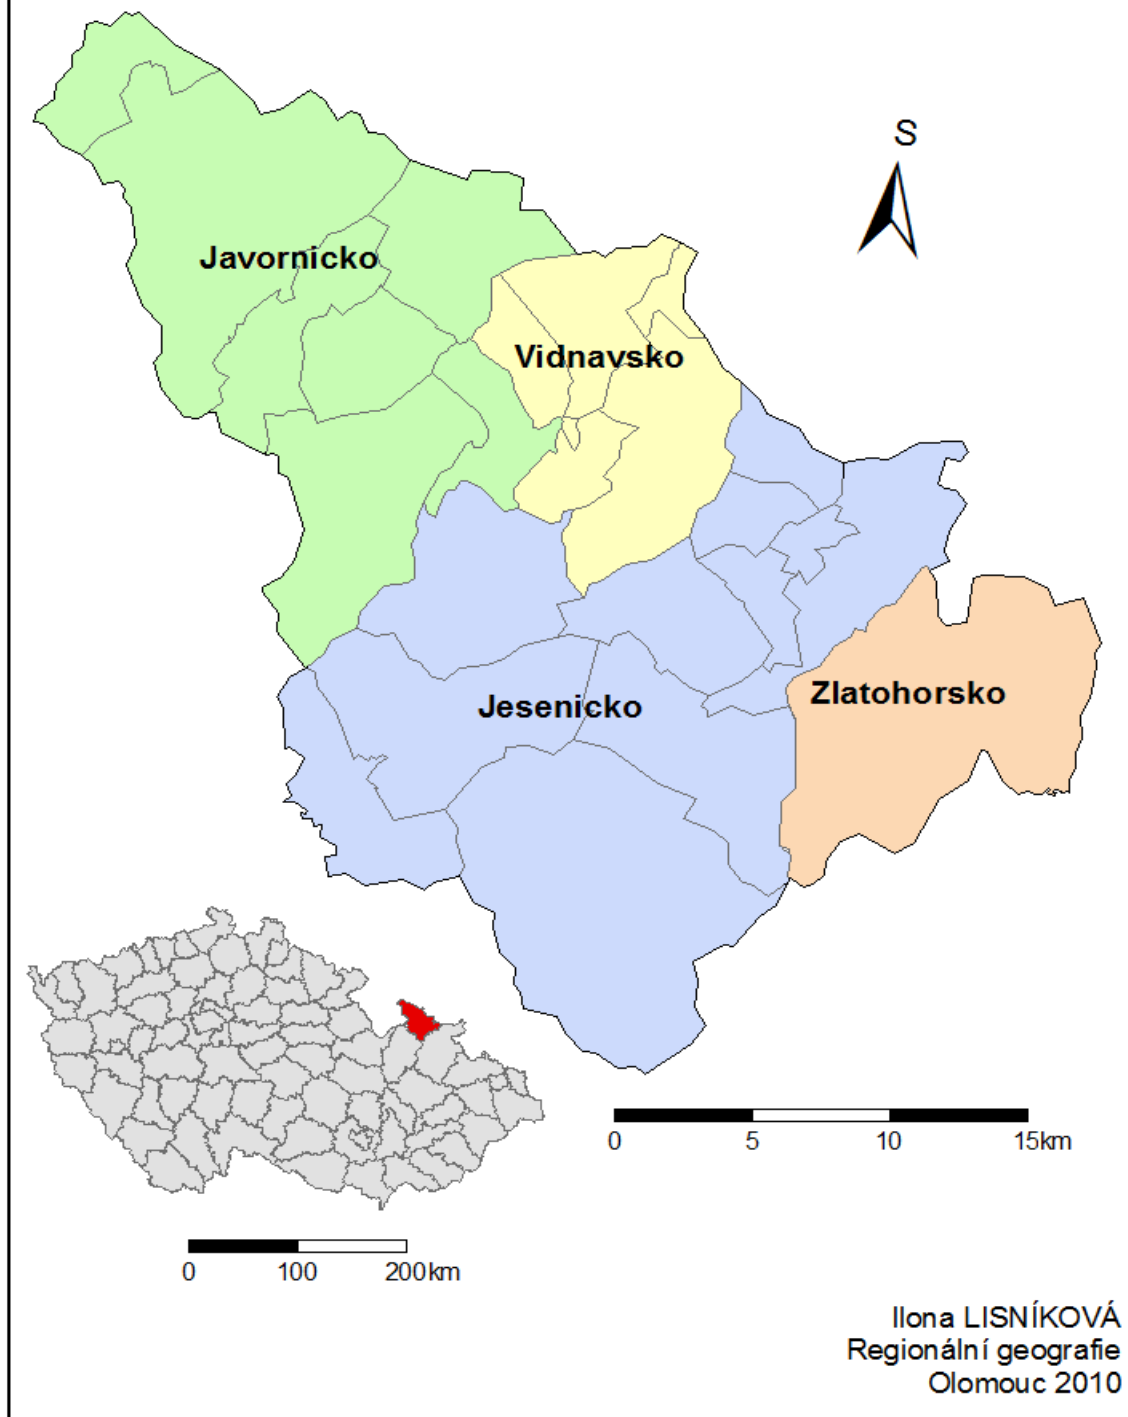 S
Javornicko
Vidnavsko
Jesenicko
Zlatohorsko
0 5 10 15km
0 100 200km
Ilona LISNÍKOVÁ
Regionální geografie
Olomouc 2010